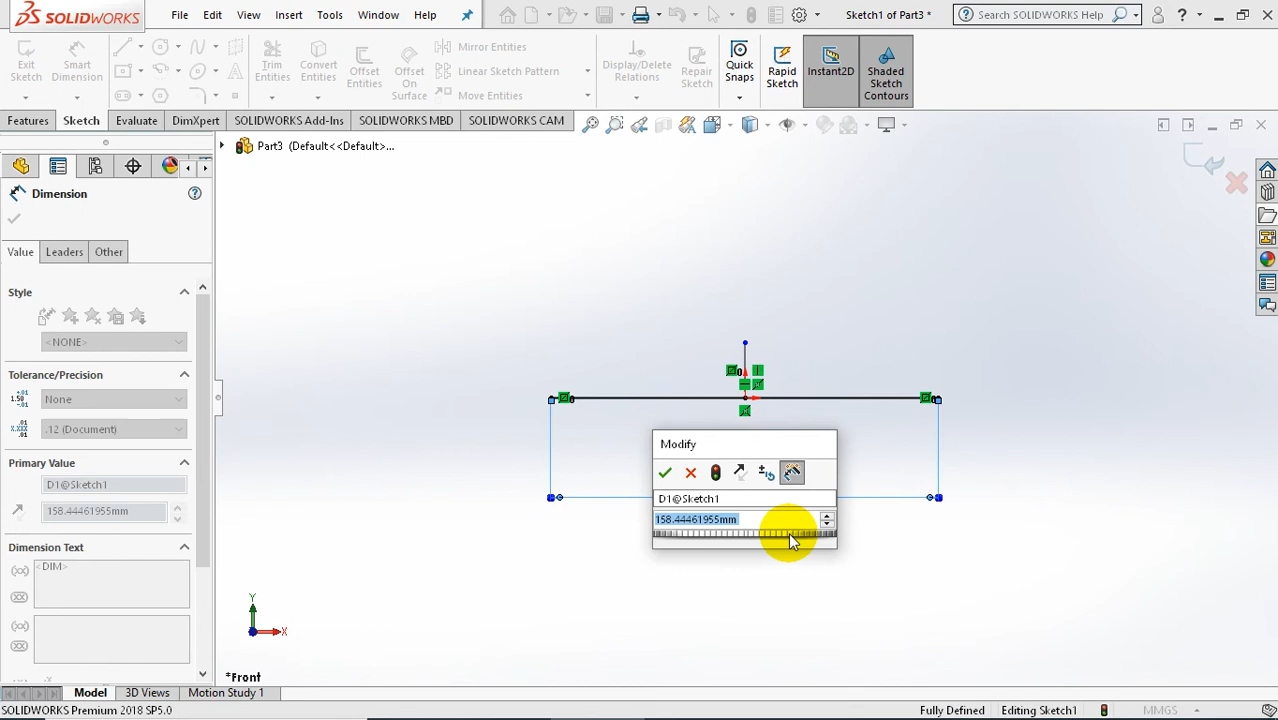 SOLIDWORKS File Edit View Insert Tools Window Help Sketch1 of Part3 * Search SOLIDWORKS Help ?
Exit Sketch
Smart Dimension
Trim Entities
Convert Entities
Offset Entities
Offset On Surface
Mirror Entities
Linear Sketch Pattern
Move Entities
Display/Delete Relations
Repair Sketch
Quick Snaps
Rapid Sketch
Instant2D
Shaded Sketch Contours
Features Sketch Evaluate DimXpert SOLIDWORKS Add-Ins SOLIDWORKS MBD SOLIDWORKS CAM
Part3 (Default<<Default>...
Dimension
Value Leaders Other
Style
<NONE>
Tolerance/Precision
None
.12 (Document)
Primary Value
D1@Sketch1
158.44461955mm
Dimension Text
<DIM>
Modify
D1@Sketch1
158.44461955mm
Y
X
*Front
Model 3D Views Motion Study 1
SOLIDWORKS Premium 2018 SP5.0 Fully Defined Editing Sketch1 MMGS